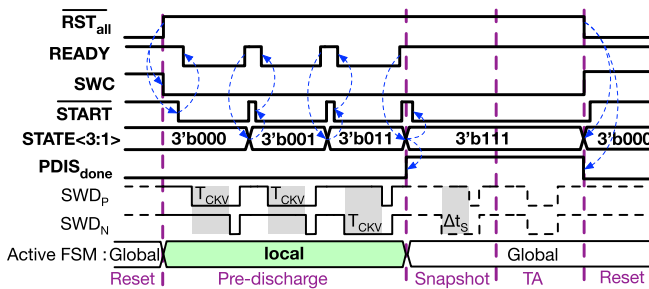 RST_all
READY
SWC
START
STATE<3:1> 3'b000 3'b001 3'b011 3'b111 3'b000
PDIS_done
SWD_P T_CKV T_CKV
SWD_N T_CKV Δt_S
Active FSM : Global local Global
Reset Pre-discharge Snapshot TA Reset